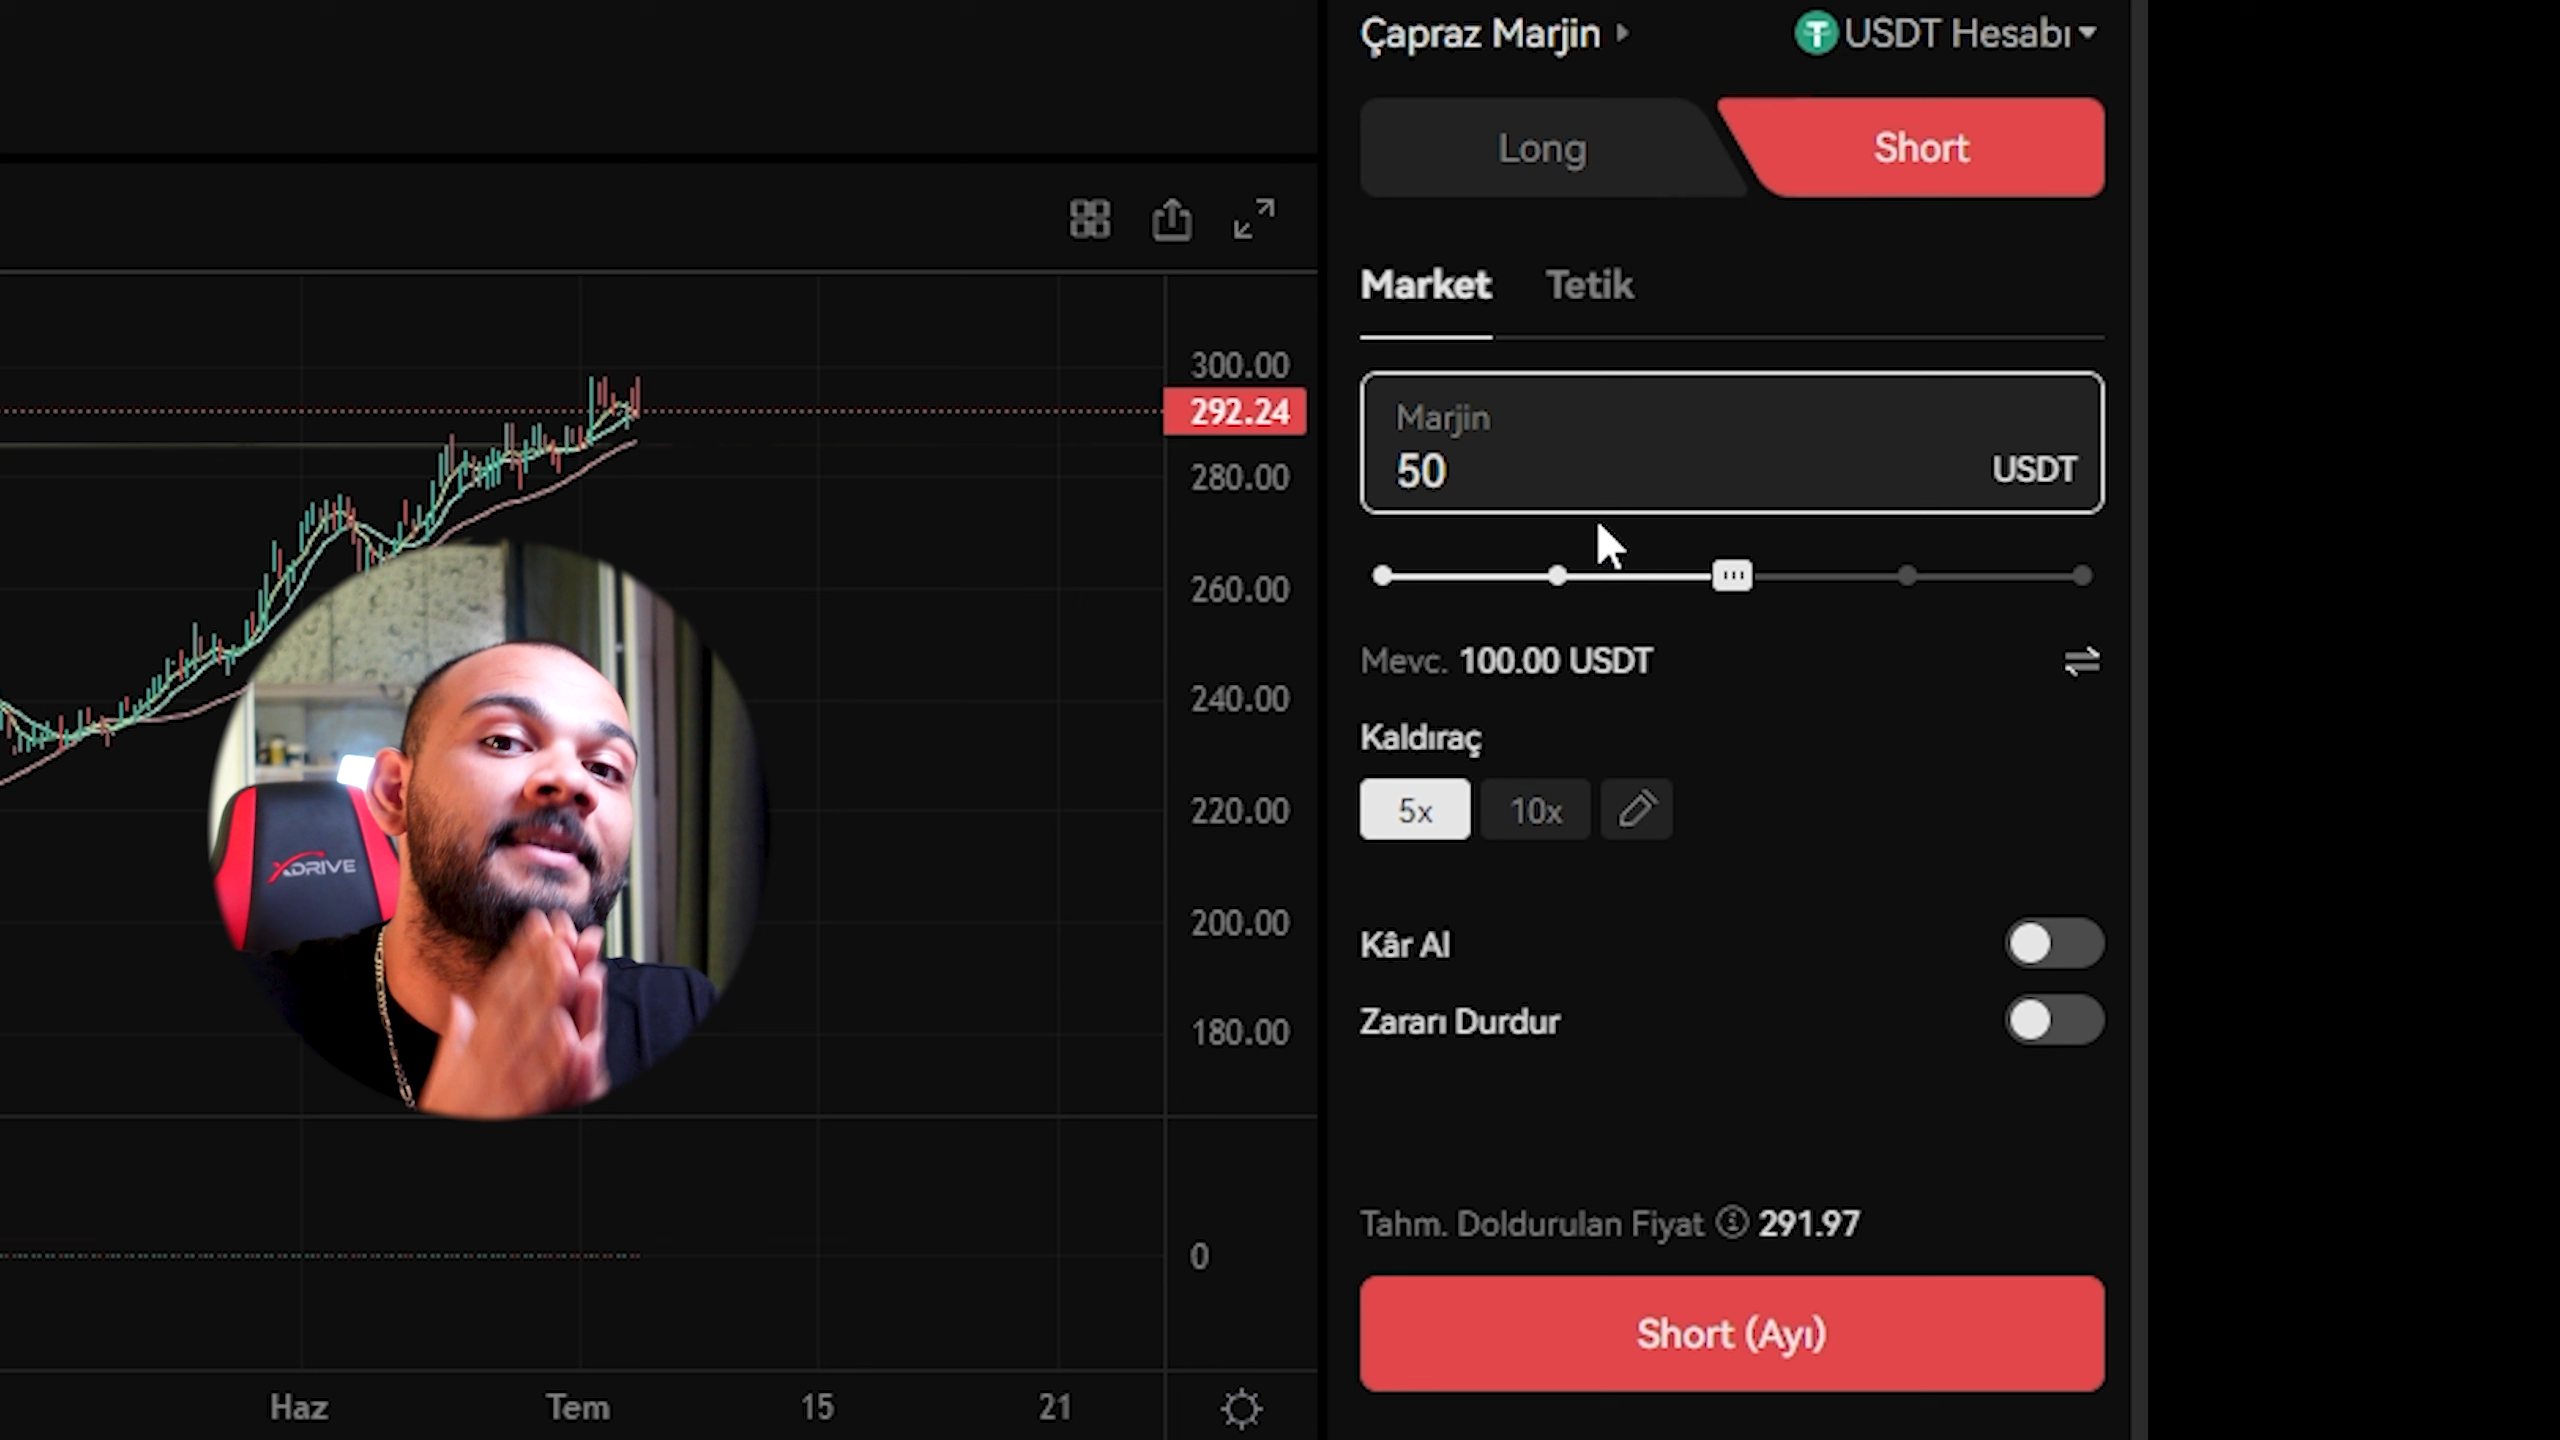 Çapraz Marjin
USDT Hesabı
Long
Short
Market
Tetik
Marjin
50
USDT
Mevc. 100.00 USDT
Kaldıraç
5x
10x
Kâr Al
Zararı Durdur
Tahm. Doldurulan Fiyat 291.97
Short (Ayı)
300.00
292.24
280.00
260.00
240.00
220.00
200.00
180.00
0
Haz
Tem
15
21
XDRIVE